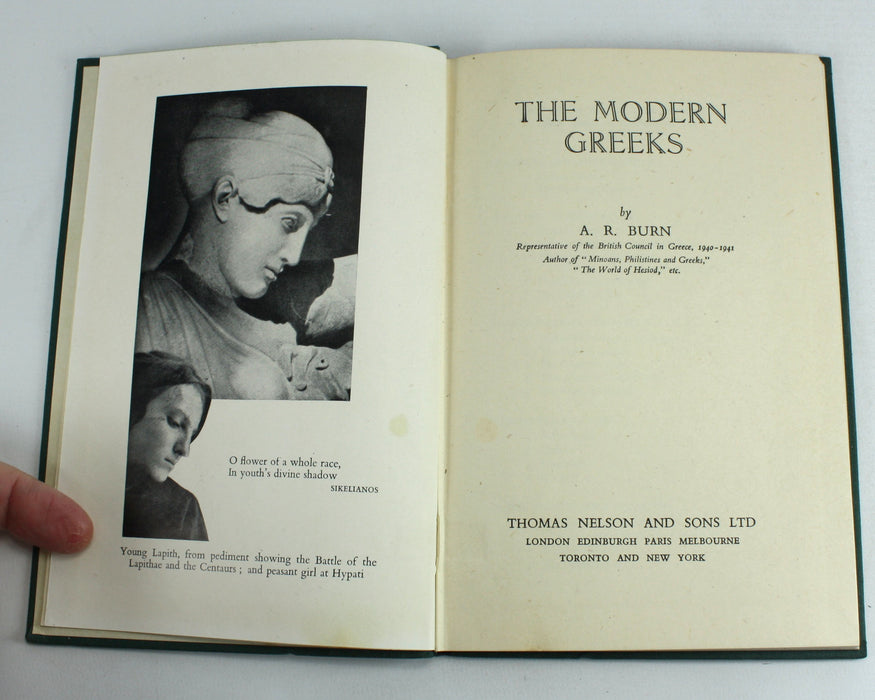 O flower of a whole race,
In youth's divine shadow
SIKELIANOS
Young Lapith, from pediment showing the Battle of the
Lapithae and the Centaurs ; and peasant girl at Hypati
THE MODERN
GREEKS
by
A. R. BURN
Representative of the British Council in Greece, 1940-1941
Author of " Minoans, Philistines and Greeks,"
" The World of Hesiod," etc.
THOMAS NELSON AND SONS LTD
LONDON EDINBURGH PARIS MELBOURNE
TORONTO AND NEW YORK